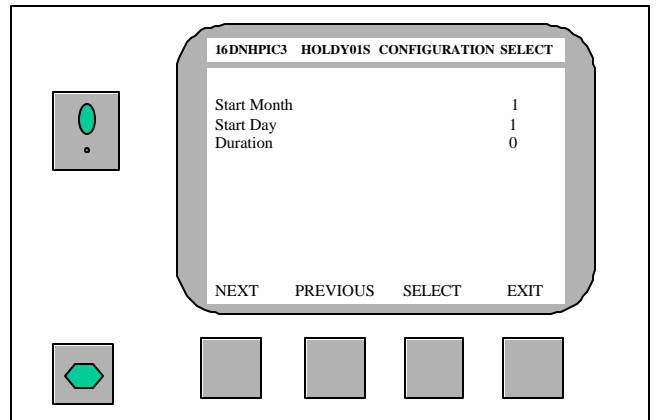 16DNHPIC3 HOLDY01S CONFIGURATION SELECT
Start Month 1
Start Day 1
Duration 0
NEXT PREVIOUS SELECT EXIT